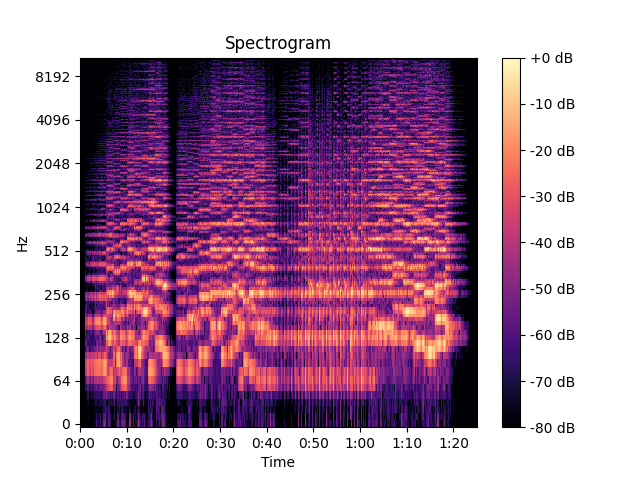 Spectrogram
Hz
8192
4096
2048
1024
512
256
128
64
0
0:00 0:10 0:20 0:30 0:40 0:50 1:00 1:10 1:20
Time
+0 dB
-10 dB
-20 dB
-30 dB
-40 dB
-50 dB
-60 dB
-70 dB
-80 dB